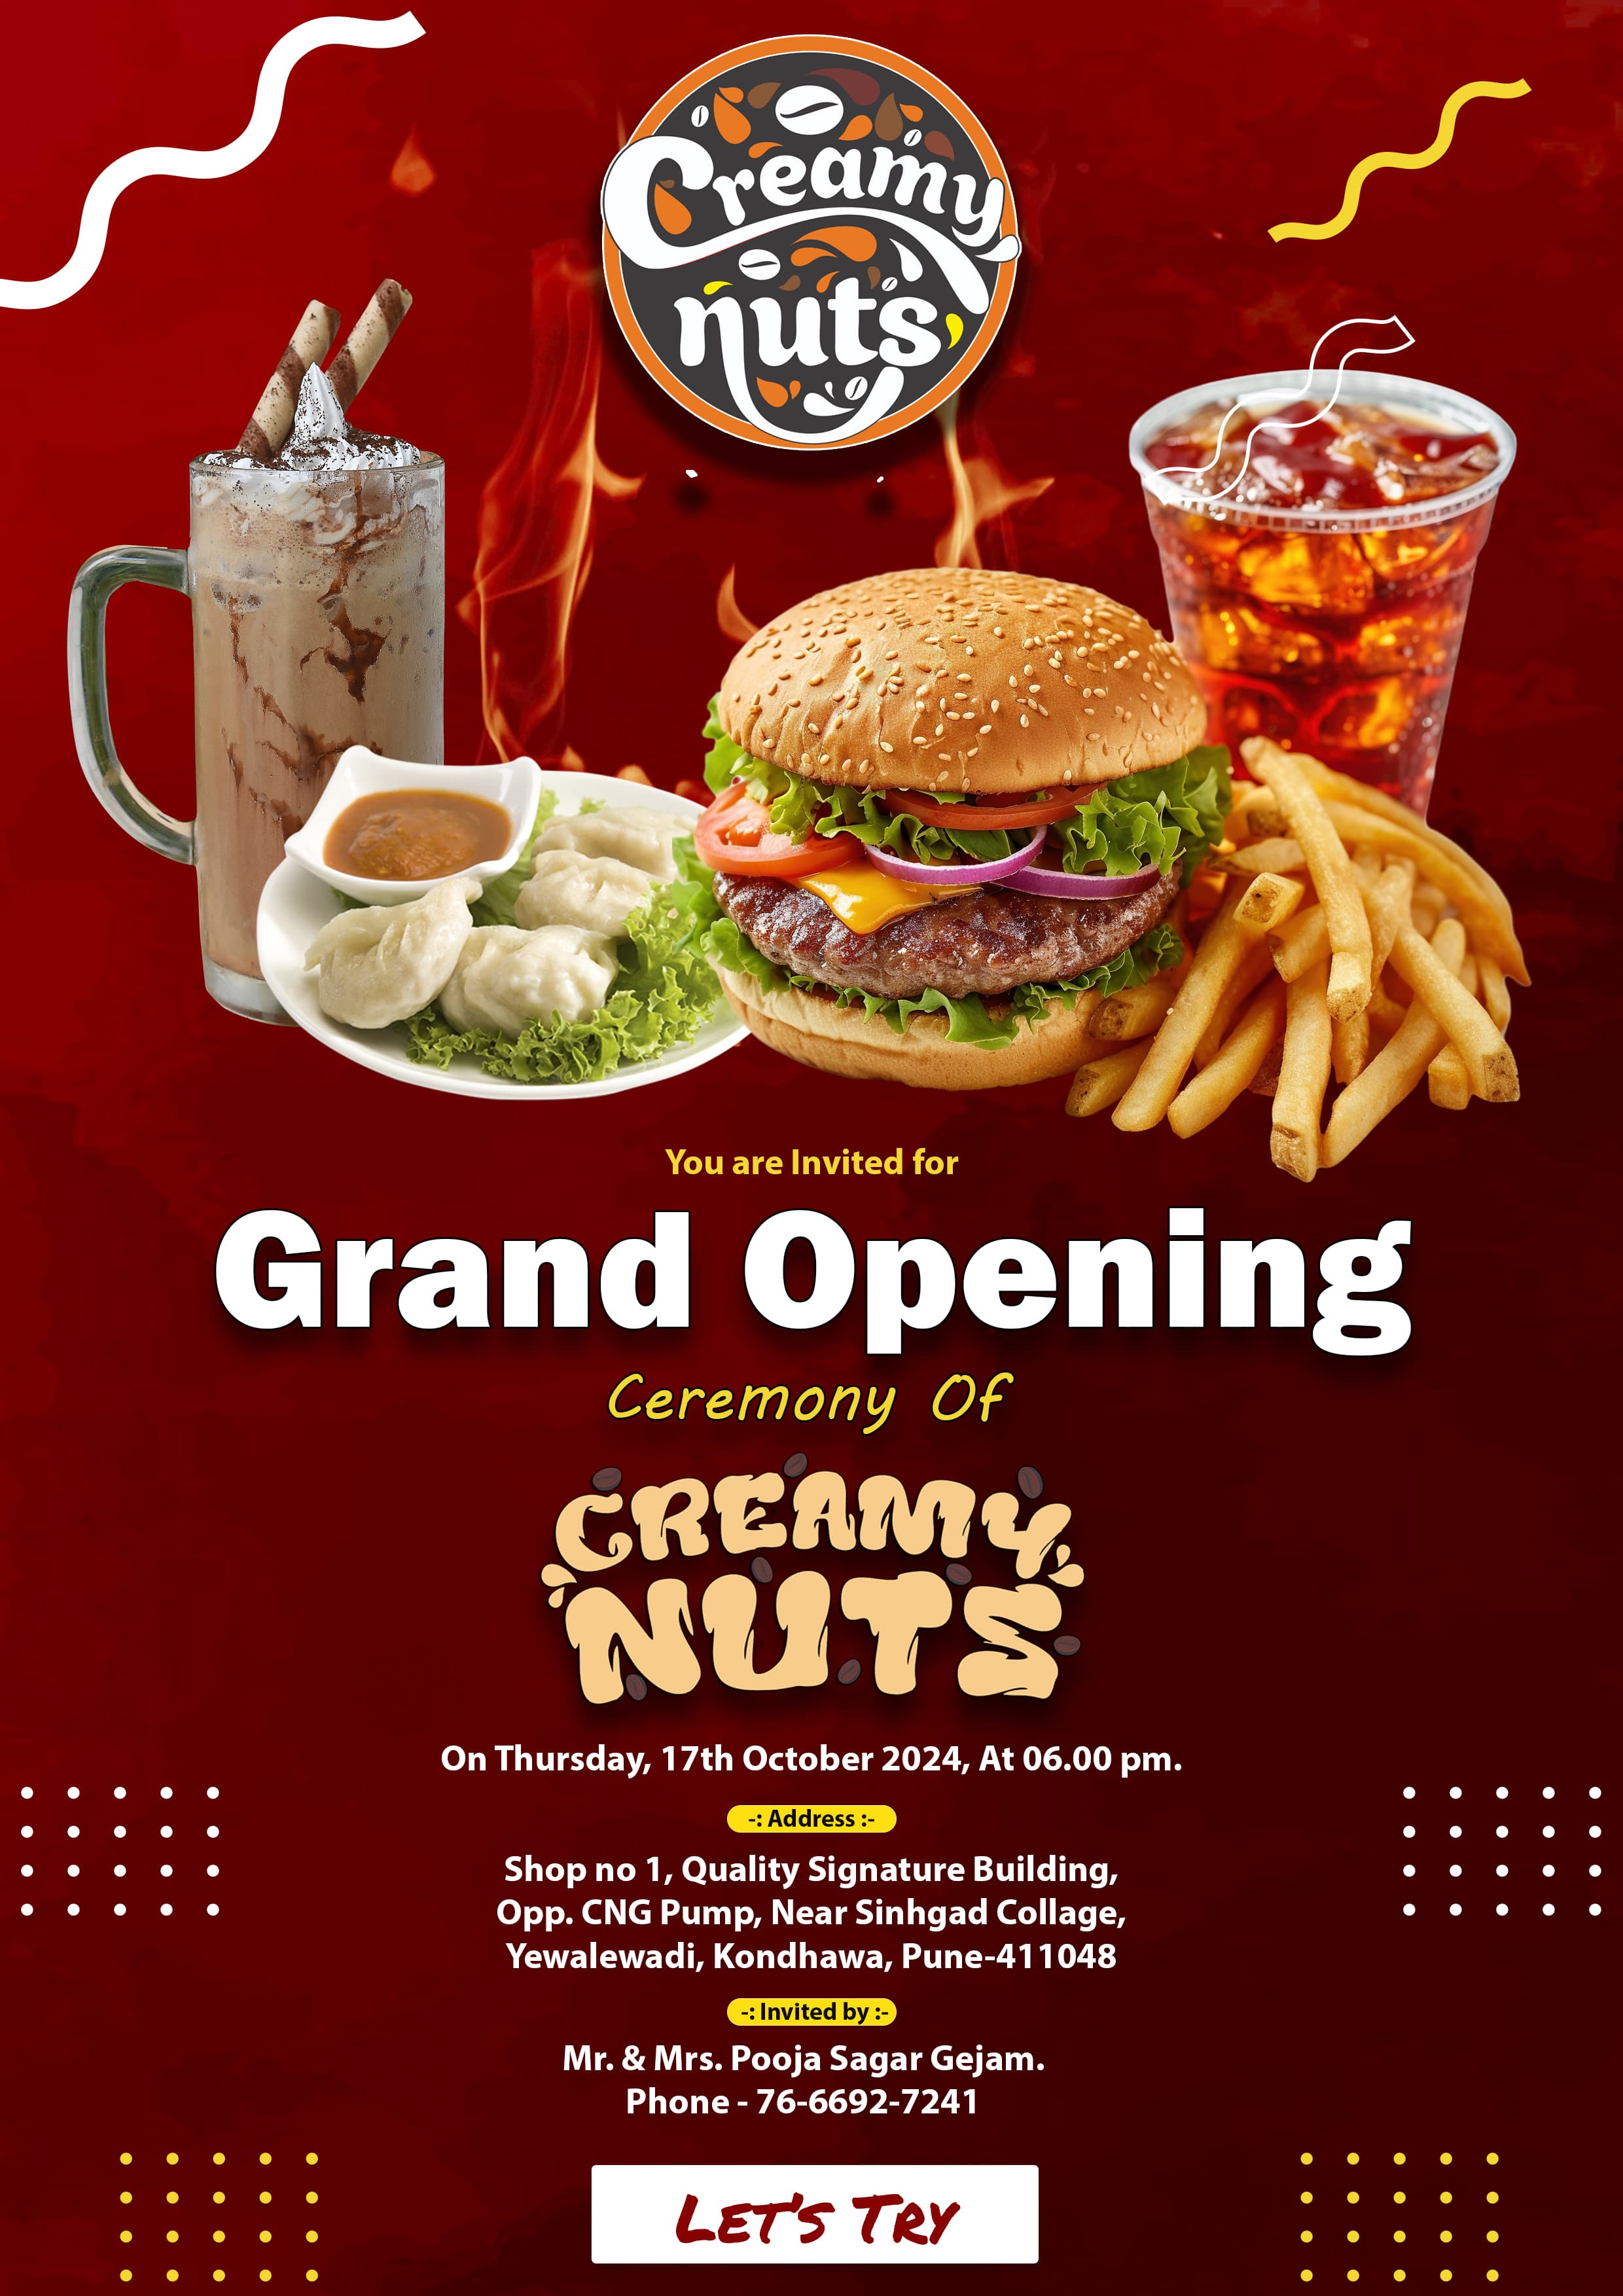 Creamy
nuts
You are Invited for
Grand Opening
Ceremony Of
CREAMY
NUTS
On Thursday, 17th October 2024, At 06.00 pm.
-: Address :-
Shop no 1, Quality Signature Building,
Opp. CNG Pump, Near Sinhgad Collage,
Yewalewadi, Kondhawa, Pune-411048
-: Invited by :-
Mr. & Mrs. Pooja Sagar Gejam.
Phone - 76-6692-7241
LET'S TRY